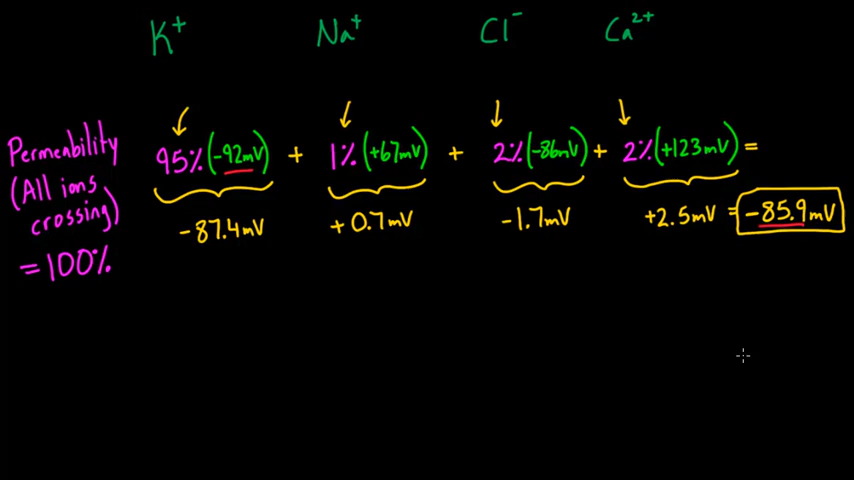 K⁺ Na⁺ Cl⁻ Ca²⁺
Permeability
(All ions
crossing)
= 100%
95% (-92mV) + 1% (+67mV) + 2% (-86mV) + 2% (+123mV) =
-87.4mV + 0.7mV -1.7mV +2.5mV = -85.9mV